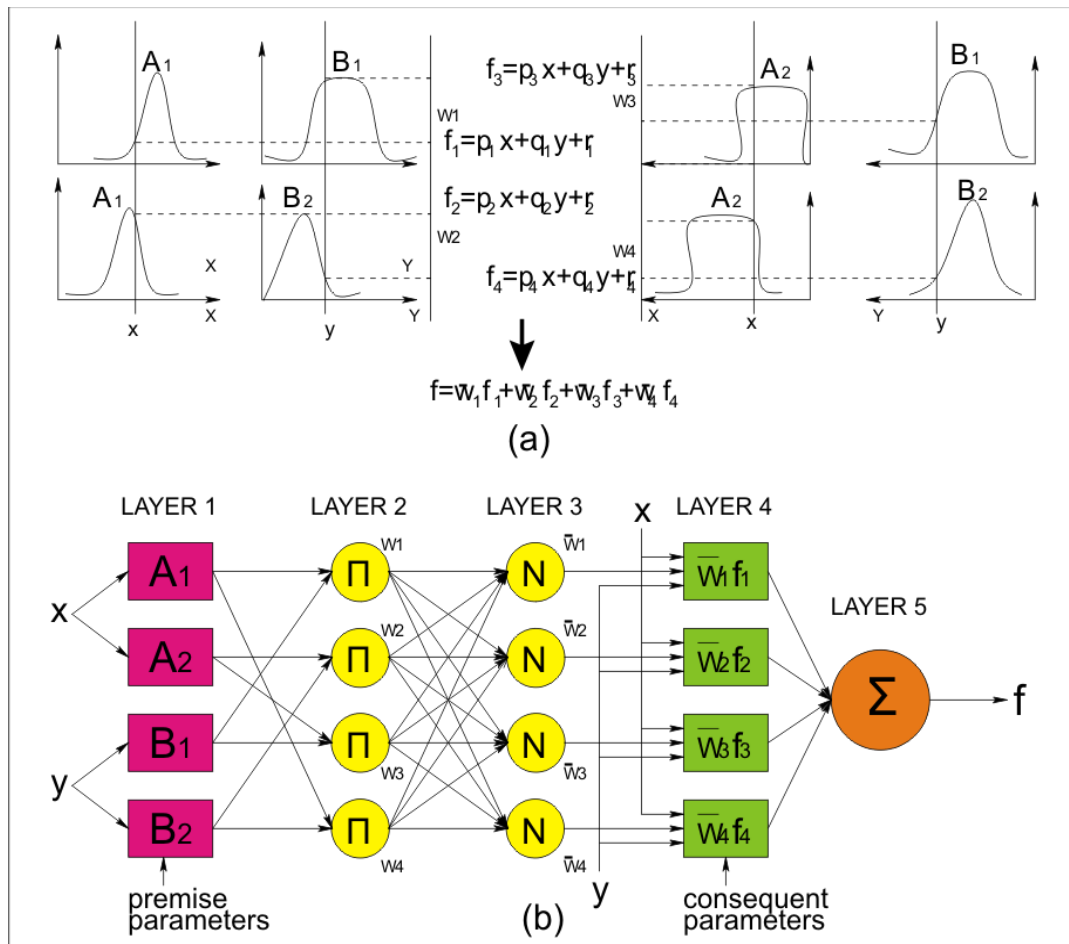 A1
B1
W1
f3=p3x+q3y+r3
f1=p1x+q1y+r1
W3
A2
B1
A1
B2
X
X
x
Y
Y
y
W2
f2=p2x+q2y+r2
f4=p4x+q4y+r4
W4
A2
B2
X
x
Y
y
f=w̄1f1+w̄2f2+w̄3f3+w̄4f4
(a)
LAYER 1
LAYER 2
LAYER 3
x
LAYER 4
LAYER 5
x
y
A1
A2
B1
B2
Π
W1
Π
W2
Π
W3
Π
W4
N
W̄1
N
W̄2
N
W̄3
N
W̄4
W̄1f1
W̄2f2
W̄3f3
W̄4f4
Σ
f
premise
parameters
(b)
y
consequent
parameters